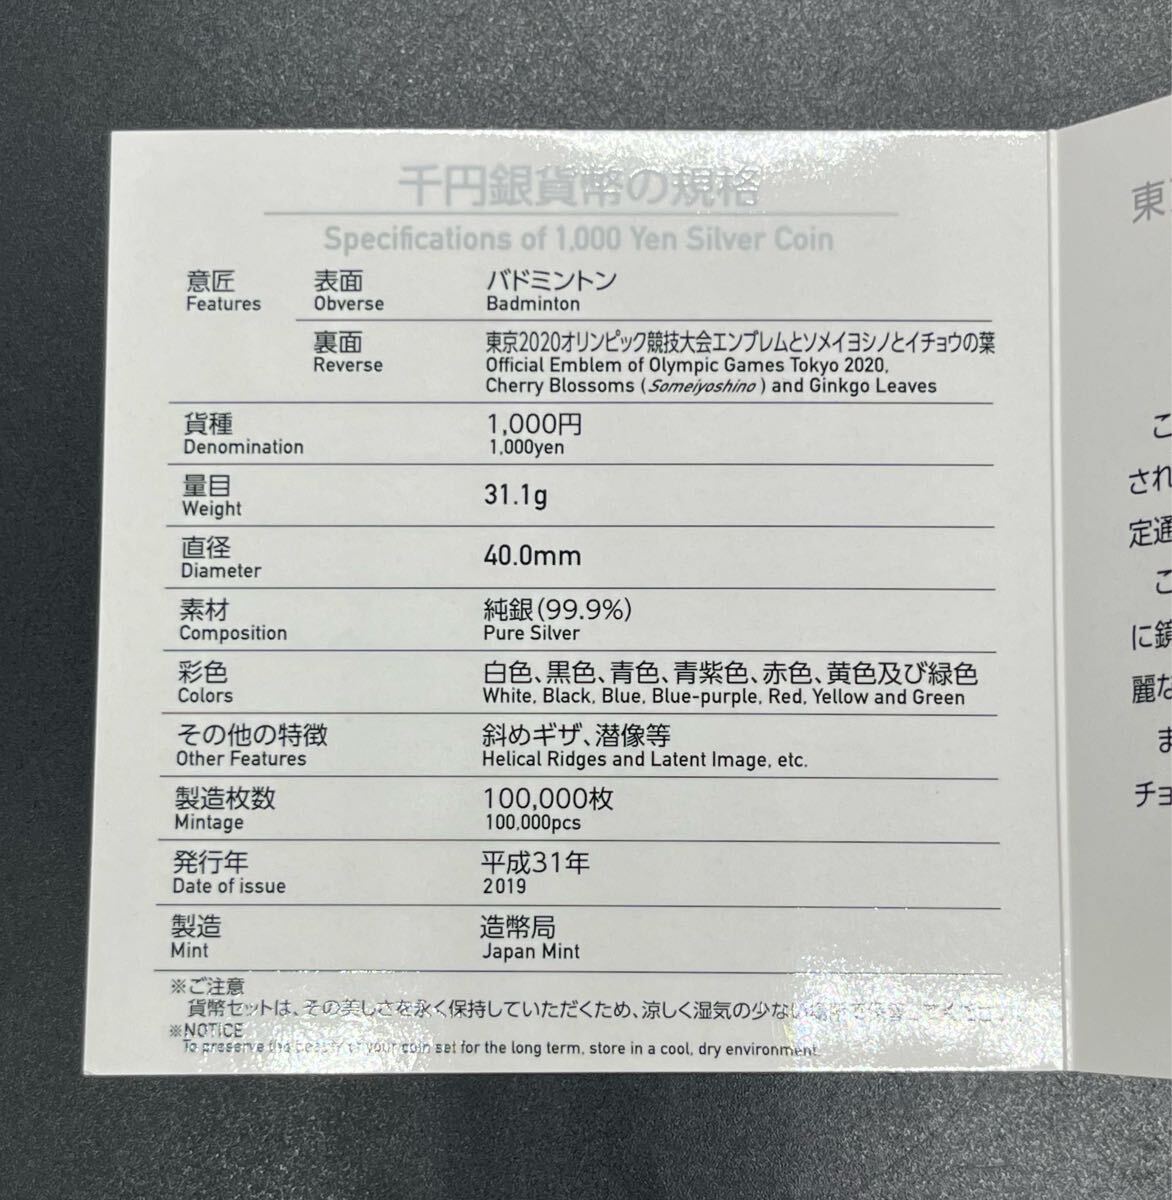 千円銀貨幣の規格
Specifications of 1,000 Yen Silver Coin
意匠 表面 バドミントン
Features Obverse Badminton
裏面 東京2020オリンピック競技大会エンブレムとソメイヨシノとイチョウの葉
Reverse Official Emblem of Olympic Games Tokyo 2020,
Cherry Blossoms (Someiyoshino) and Ginkgo Leaves
貨種 1,000円
Denomination 1,000yen
量目 31.1g
Weight
直径 40.0mm
Diameter
素材 純銀(99.9%)
Composition Pure Silver
彩色 白色、黒色、青色、青紫色、赤色、黄色及び緑色
Colors White, Black, Blue, Blue-purple, Red, Yellow and Green
その他の特徴 斜めギザ、潜像等
Other Features Helical Ridges and Latent Image, etc.
製造枚数 100,000枚
Mintage 100,000pcs
発行年 平成31年
Date of issue 2019
製造 造幣局
Mint Japan Mint
※ご注意
貨幣セットは、その美しさを永く保持していただくため、涼しく湿気の少ない
※NOTICE
To preserve the beauty of your coin set for the long term, store in a cool, dry environment.
東
こ
され
定通
こ
に鏡
麗な
ま
チョ